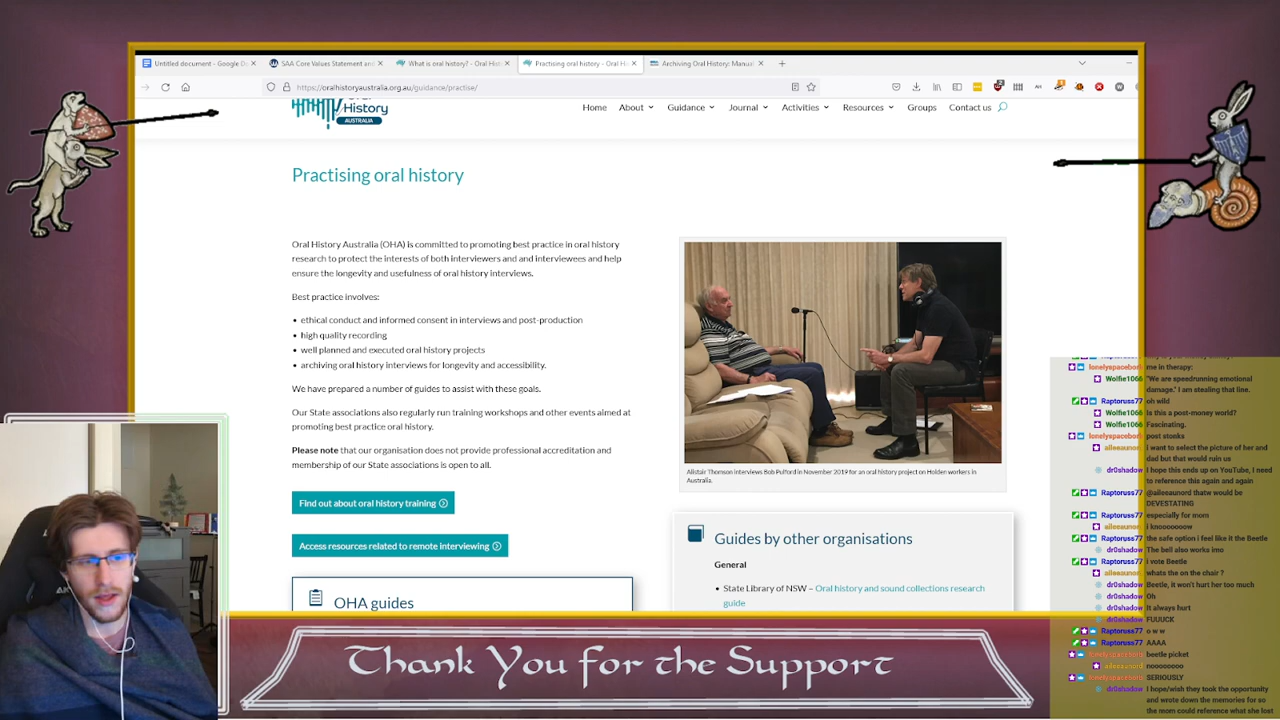 Untitled document - Google Do
SAA Core Values Statement an
What is oral history? - Oral Hist
Practising oral history - Oral Hi
Archiving Oral History: Manua
https://oralhistoryaustralia.org.au/guidance/practise/
History
AUSTRALIA
Home About Guidance Journal Activities Resources Groups Contact us
Practising oral history
Oral History Australia (OHA) is committed to promoting best practice in oral history
research to protect the interests of both interviewers and and interviewees and help
ensure the longevity and usefulness of oral history interviews.
Best practice involves:
• ethical conduct and informed consent in interviews and post-production
• high quality recording
• well planned and executed oral history projects
• archiving oral history interviews for longevity and accessibility.
We have prepared a number of guides to assist with these goals.
Our State associations also regularly run training workshops and other events aimed at
promoting best practice oral history.
Please note that our organisation does not provide professional accreditation and
membership of our State associations is open to all.
Find out about oral history training
Access resources related to remote interviewing
OHA guides
Alistair Thomson interviews Bob Pulford in November 2019 for an oral history project on Holden workers in
Australia.
Guides by other organisations
General
• State Library of NSW – Oral history and sound collections research
guide
me in therapy:
Wolfie1066 "We are speedrunning emotional
damage." I am stealing that line.
Raptoruss77 oh wild
Wolfie1066 Is this a post-money world?
Wolfie1066 Fascinating.
lonelyspacebor post stonks
aileeaunord i want to select the picture of her and
dad but that would ruin us
dr0shadow I hope this ends up on YouTube, I need
to reference this again and again
Raptoruss77 @aileeaunord thatw would be
DEVESTATING
Raptoruss77 especially for mom
aileeaunord i knooooooow
Raptoruss77 the safe option i feel like it the Beetle
dr0shadow The bell also works imo
Raptoruss77 i vote Beetle
aileeaunord whats the on the chair ?
dr0shadow Beetle, it won't hurt her too much
dr0shadow Oh
dr0shadow It always hurt
dr0shadow FUUUCK
Raptoruss77 o w w
Raptoruss77 AAAA
beetle picket
aileeaunord nooooooo
SERIOUSLY
dr0shadow I hope/wish they took the opportunity
and wrote down the memories for so
the mom could reference what she lost
Thank You for the Support